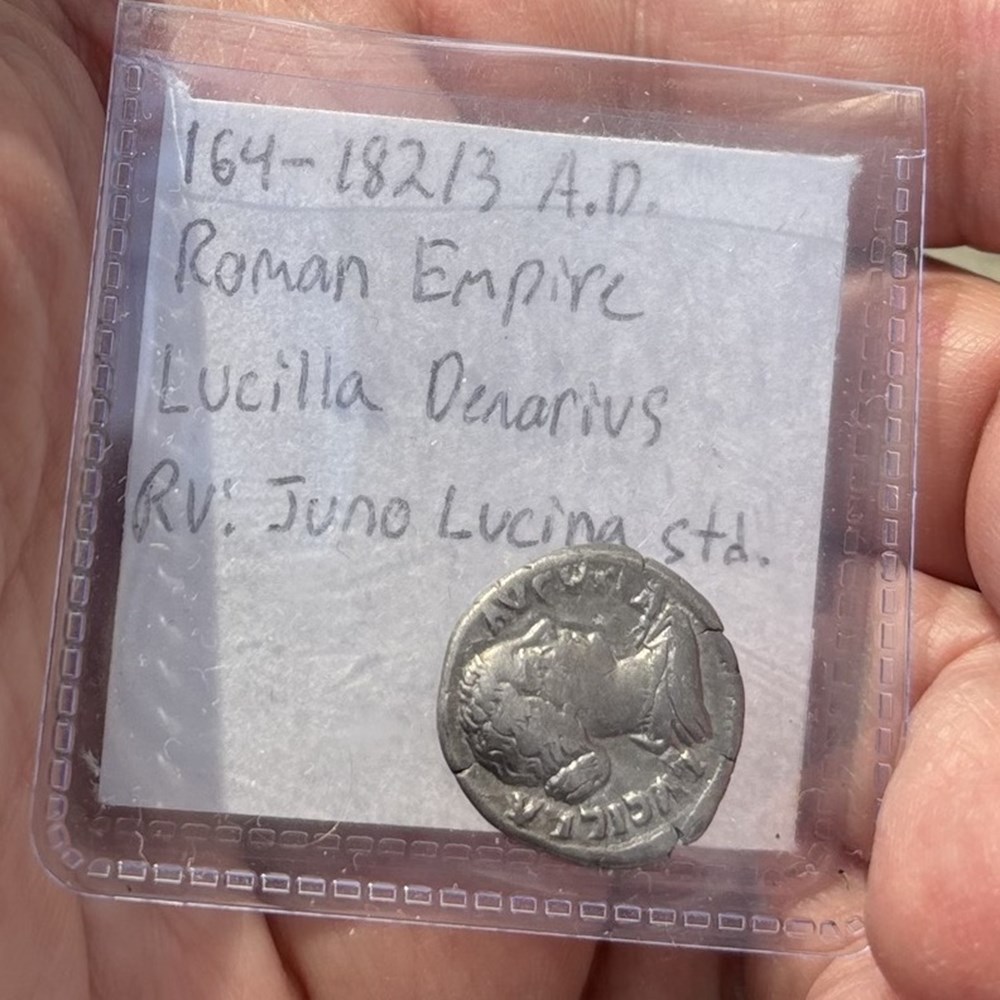 164-182/3 A.D.
Roman Empire
Lucilla Denarius
RV: Juno Lucina std.